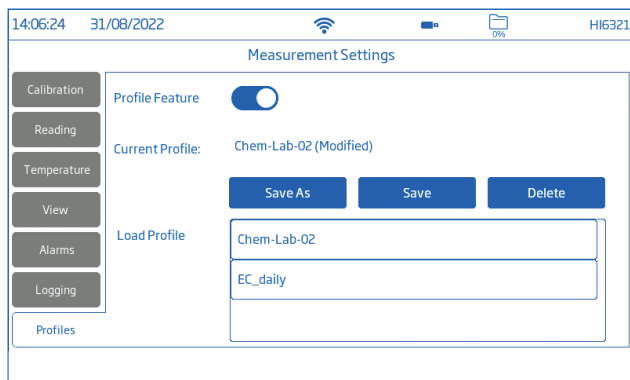 14:06:24 31/08/2022 0% HI6321
Measurement Settings
Calibration
Profile Feature
Reading
Current Profile: Chem-Lab-02 (Modified)
Temperature
Save As Save Delete
View
Load Profile
Chem-Lab-02
Alarms
EC_daily
Logging
Profiles